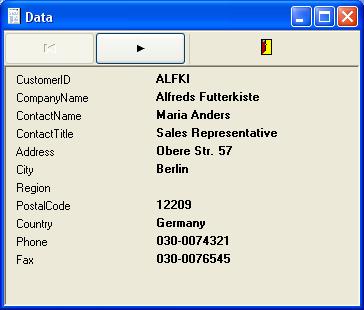 Data
CustomerID ALFKI
CompanyName Alfreds Futterkiste
ContactName Maria Anders
ContactTitle Sales Representative
Address Obere Str. 57
City Berlin
Region
PostalCode 12209
Country Germany
Phone 030-0074321
Fax 030-0076545